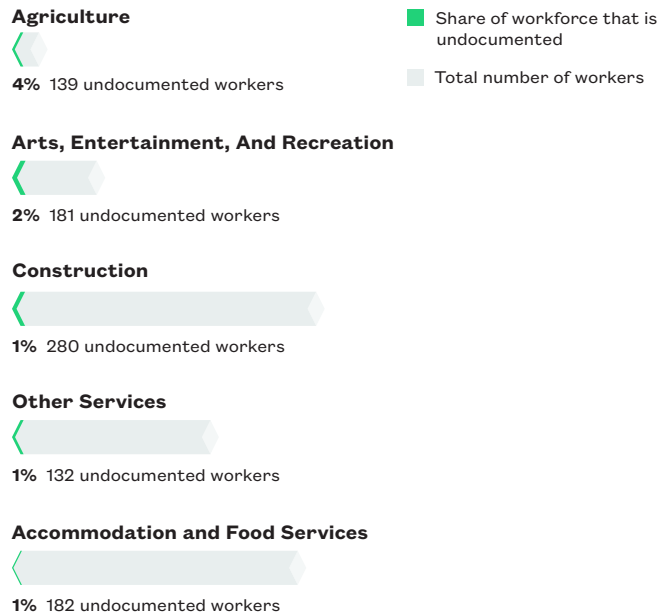 Agriculture
4% 139 undocumented workers
Share of workforce that is
undocumented
Total number of workers
Arts, Entertainment, And Recreation
2% 181 undocumented workers
Construction
1% 280 undocumented workers
Other Services
1% 132 undocumented workers
Accommodation and Food Services
1% 182 undocumented workers